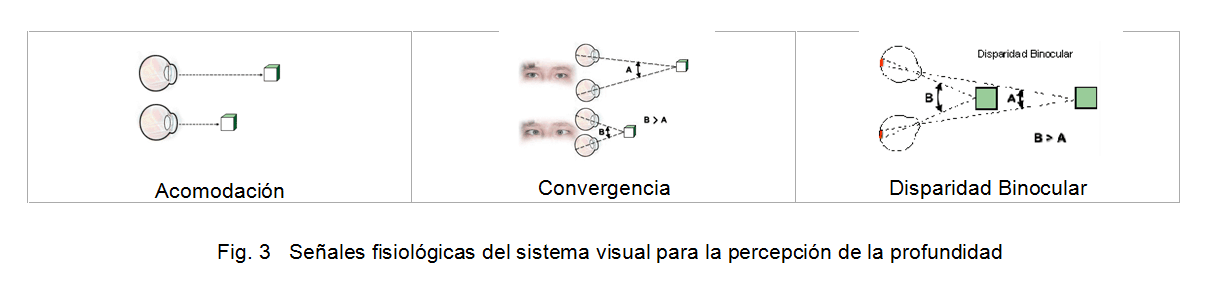 A
B
B > A
Acomodación
Convergencia
Disparidad Binocular
B
A
B > A
Disparidad Binocular
Fig. 3 Señales fisiológicas del sistema visual para la percepción de la profundidad